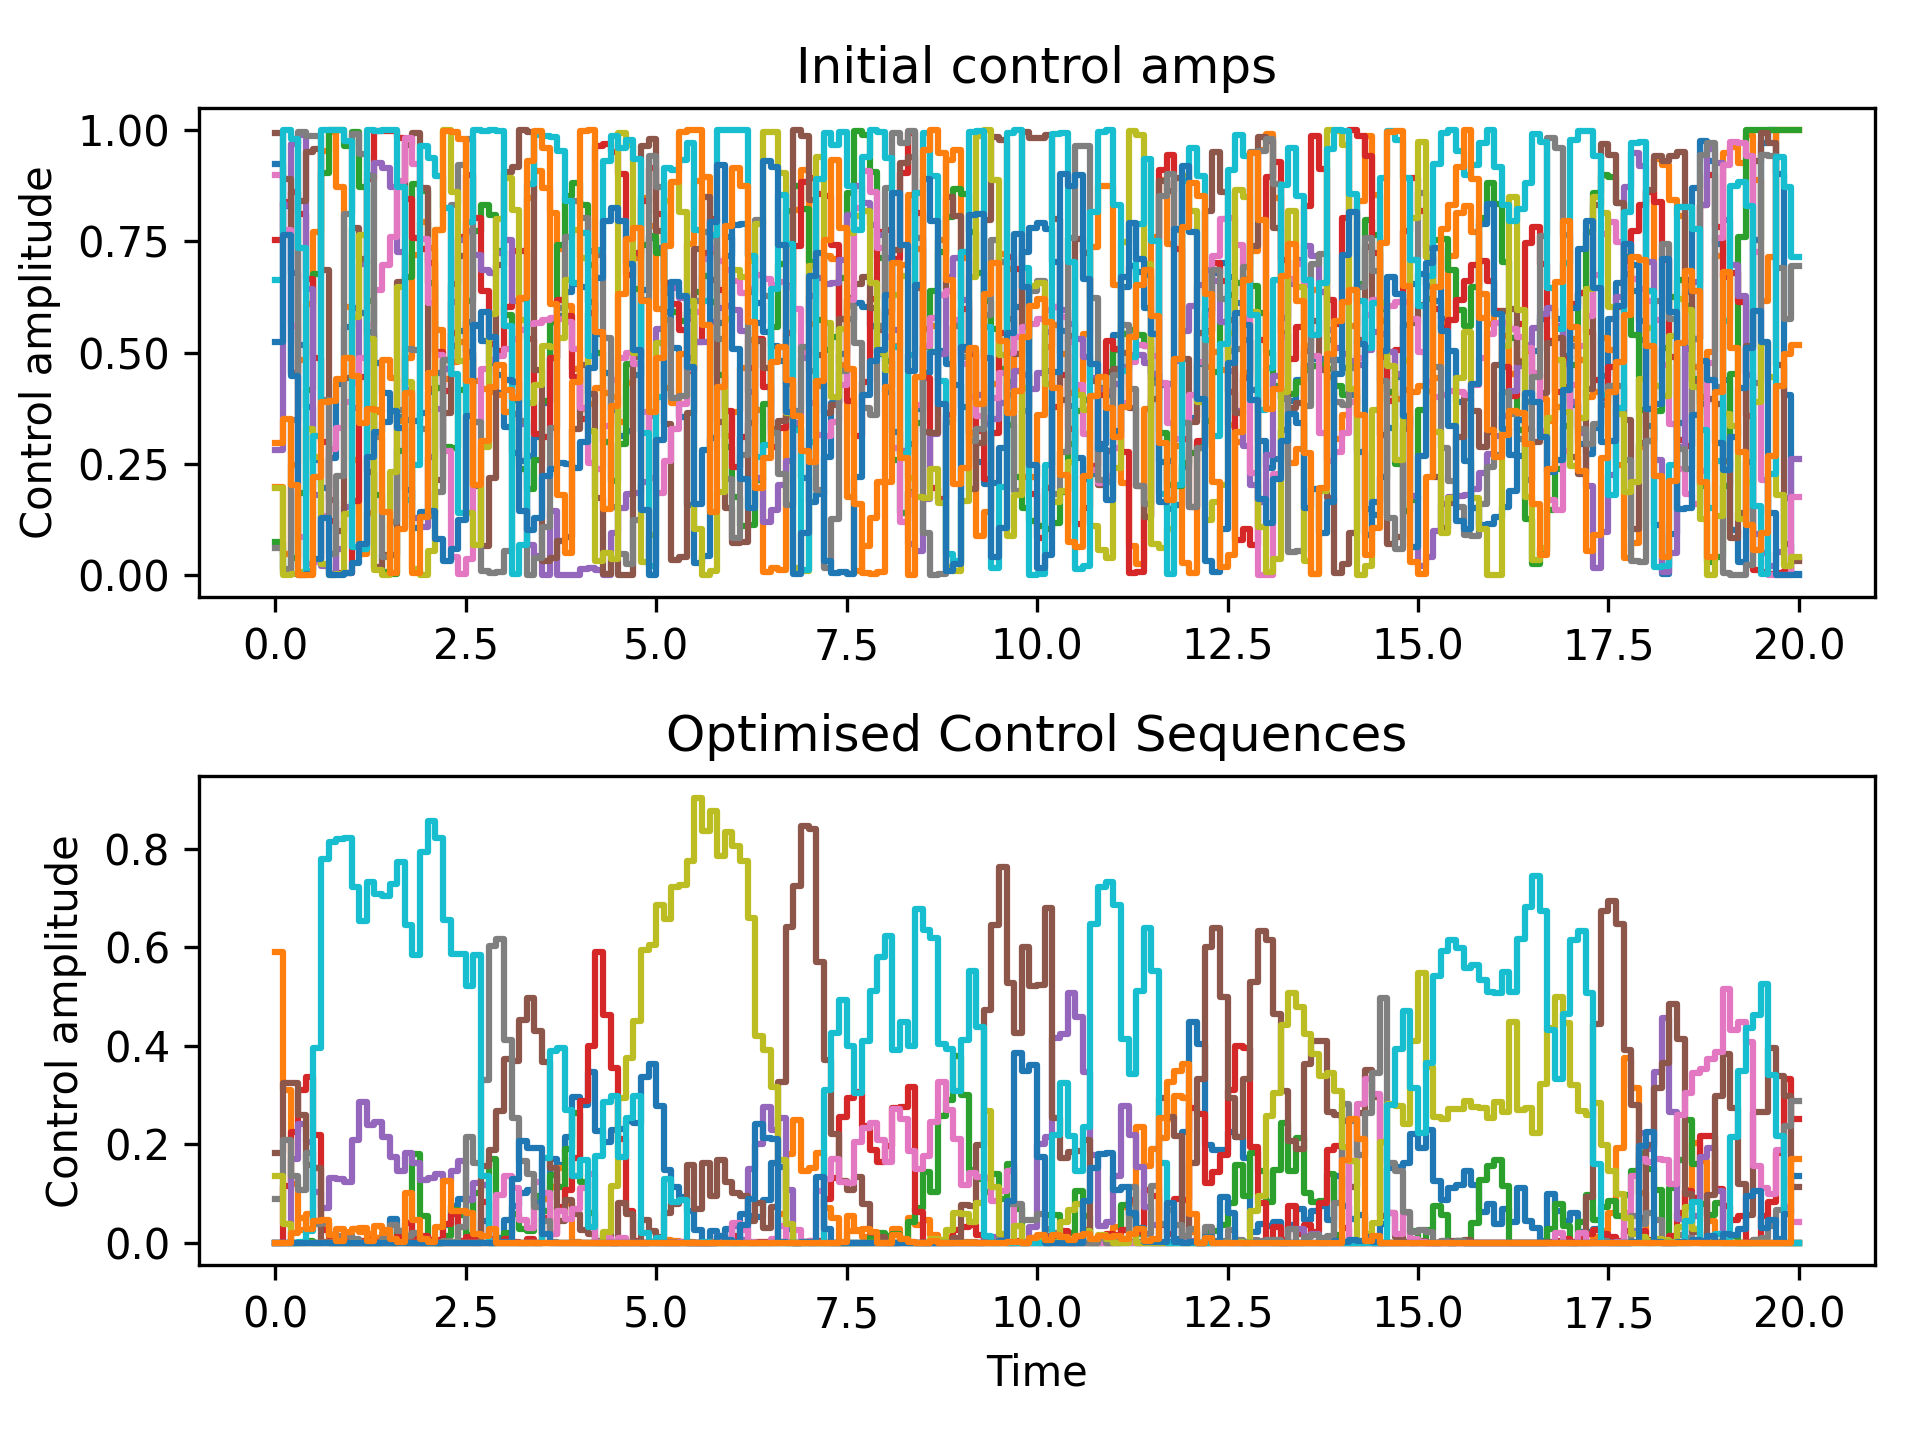 Initial control amps
Control amplitude
1.00
0.75
0.50
0.25
0.00
0.0 2.5 5.0 7.5 10.0 12.5 15.0 17.5 20.0
Optimised Control Sequences
Control amplitude
0.8
0.6
0.4
0.2
0.0
0.0 2.5 5.0 7.5 10.0 12.5 15.0 17.5 20.0
Time